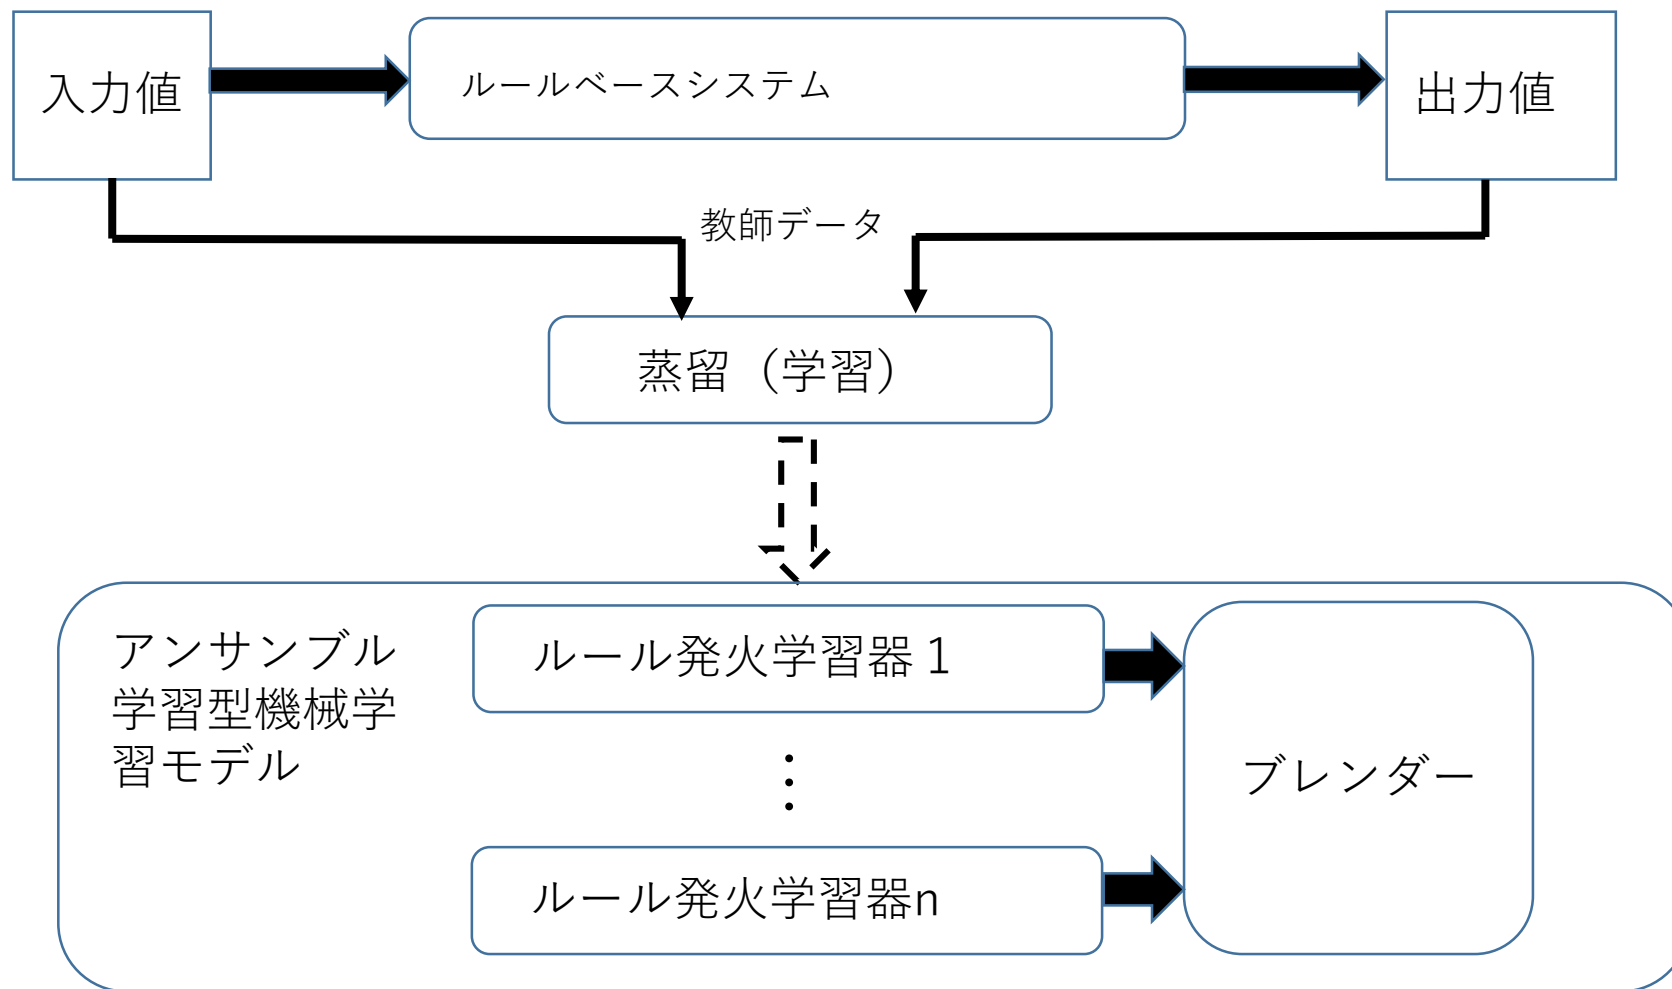 入力値
ルールベースシステム
出力値
教師データ
蒸留（学習）
アンサンブル
学習型機械学
習モデル
ルール発火学習器１
⋮
ルール発火学習器n
ブレンダー